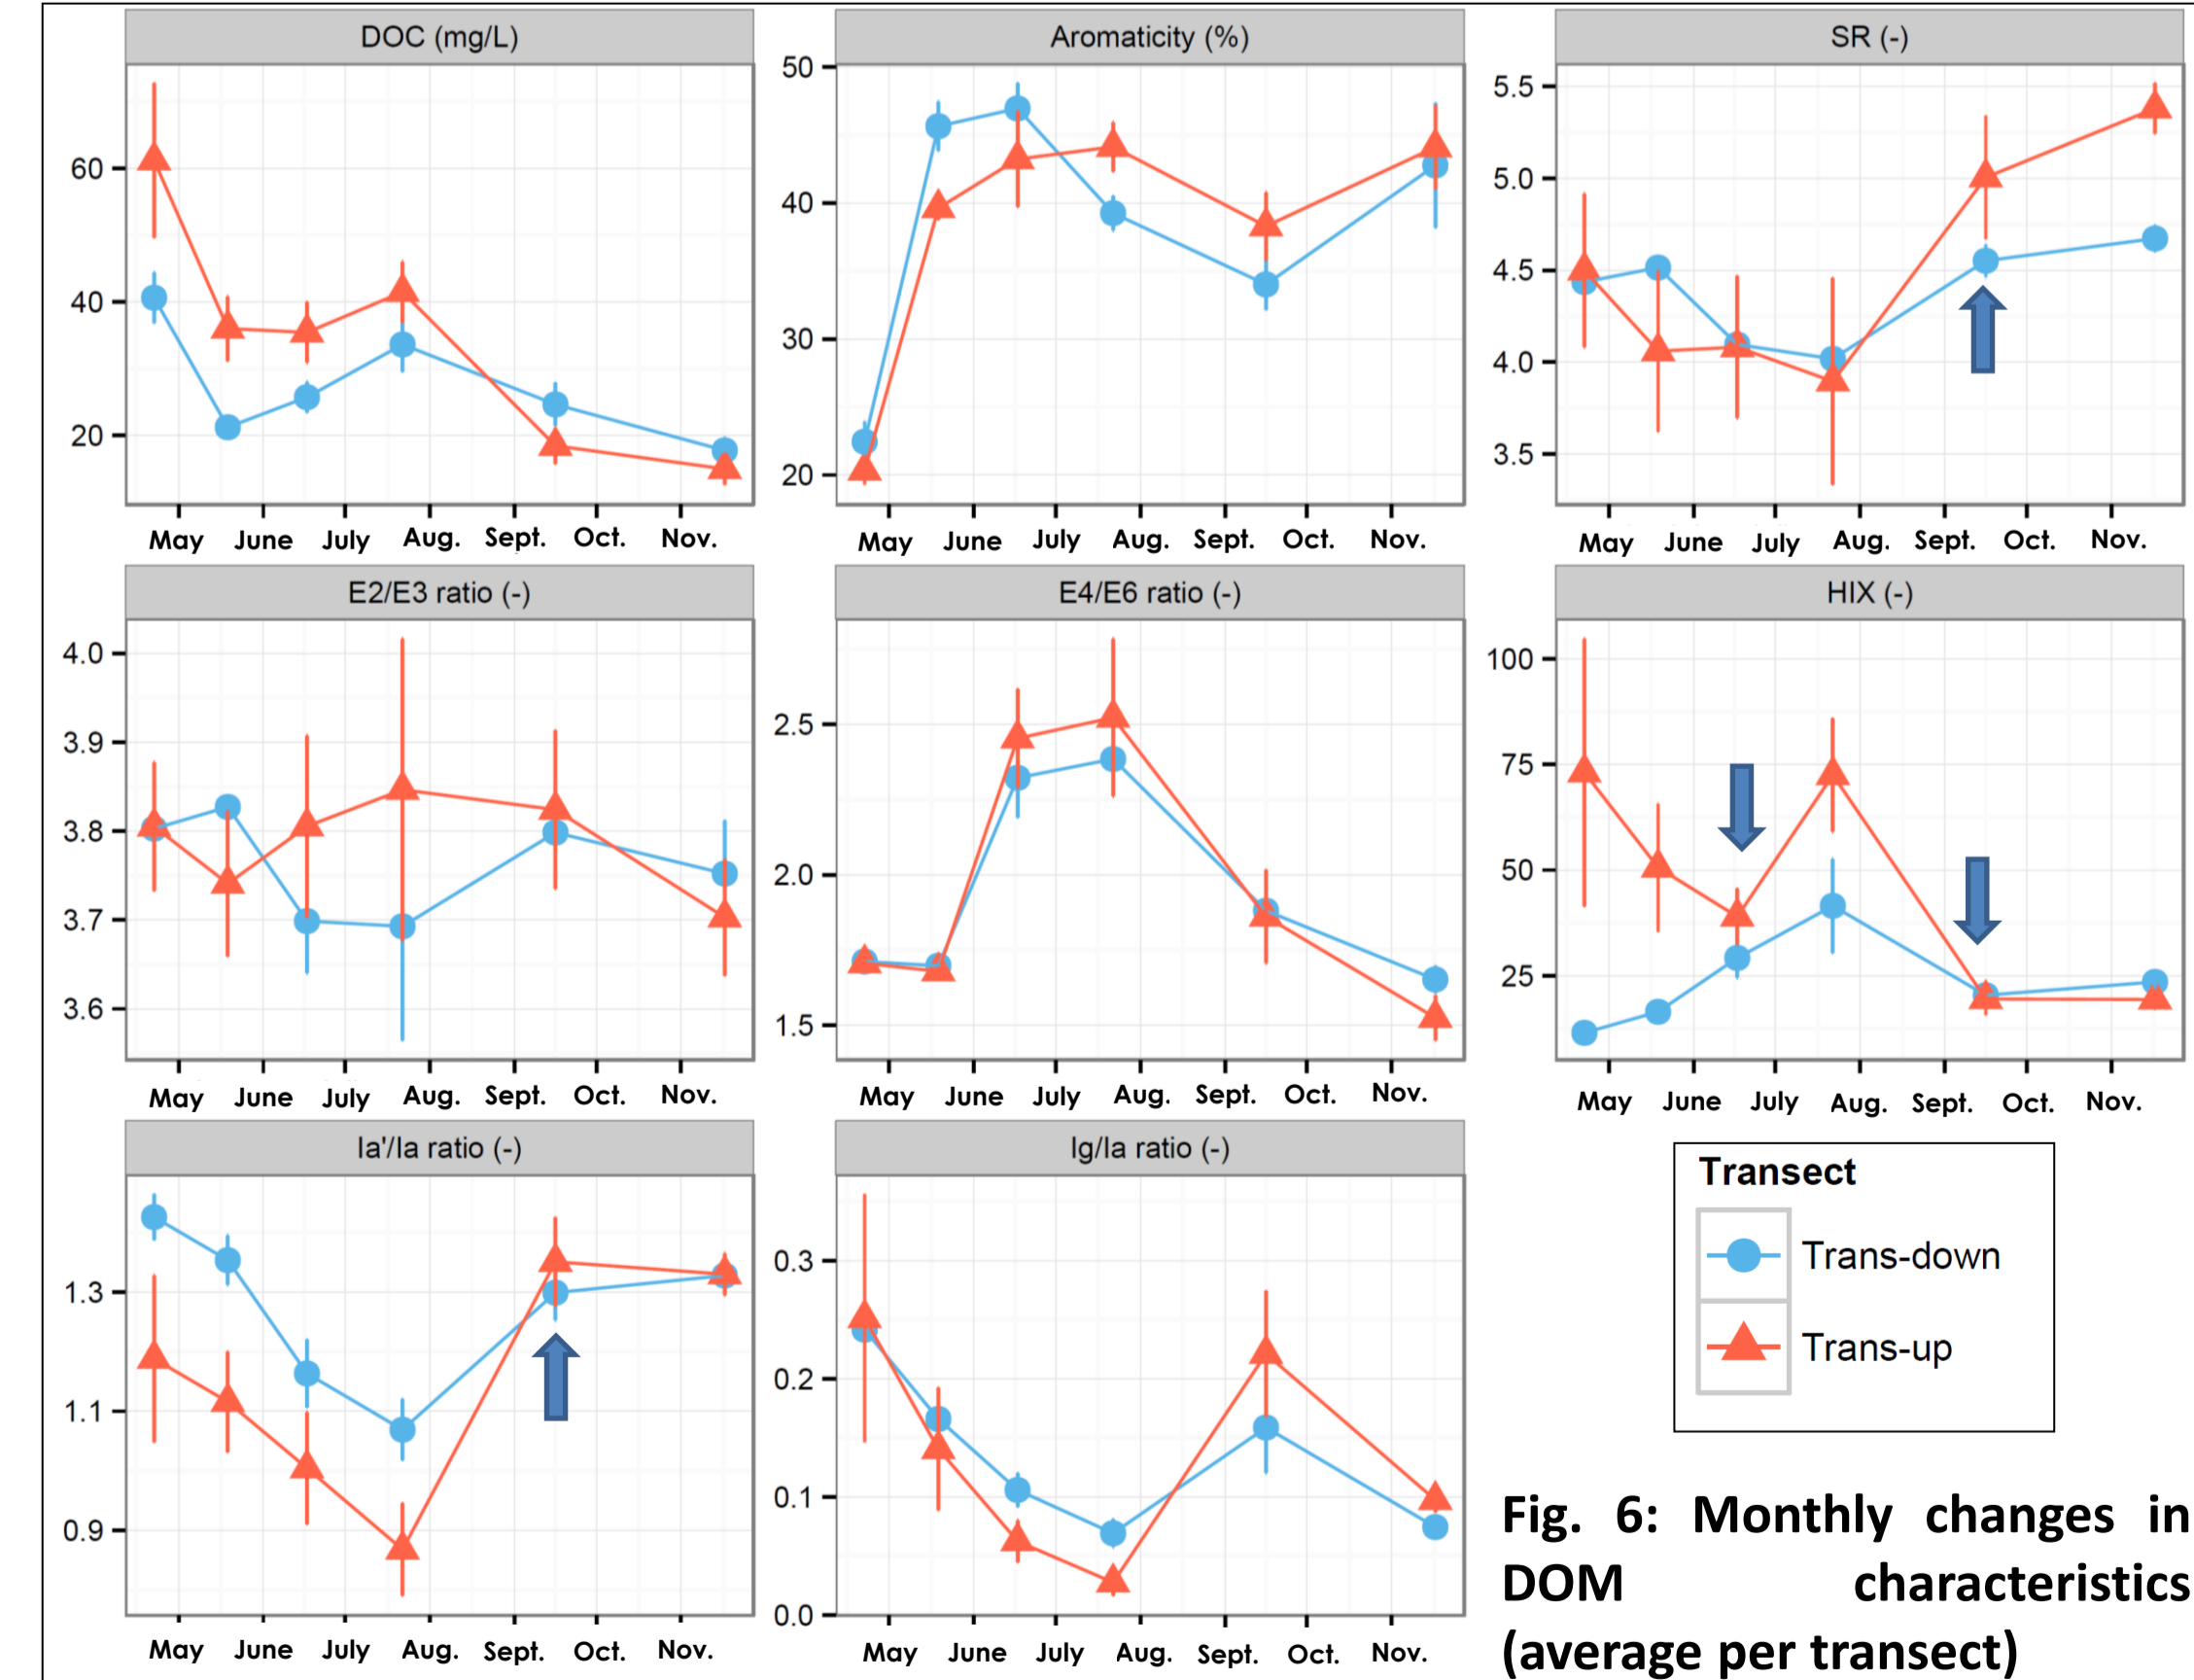 DOC (mg/L)
Aromaticity (%)
SR (-)
60
40
20
50
40
30
20
5.5
5.0
4.5
4.0
3.5
May June July Aug. Sept. Oct. Nov.
May June July Aug. Sept. Oct. Nov.
May June July Aug. Sept. Oct. Nov.
E2/E3 ratio (-)
E4/E6 ratio (-)
HIX (-)
4.0
3.9
3.8
3.7
3.6
2.5
2.0
1.5
100
75
50
25
May June July Aug. Sept. Oct. Nov.
May June July Aug. Sept. Oct. Nov.
May June July Aug. Sept. Oct. Nov.
Ia'/Ia ratio (-)
Ig/Ia ratio (-)
1.3
1.1
0.9
0.3
0.2
0.1
0.0
May June July Aug. Sept. Oct. Nov.
May June July Aug. Sept. Oct. Nov.
Transect
Trans-down
Trans-up
Fig. 6: Monthly changes in
DOM characteristics
(average per transect)